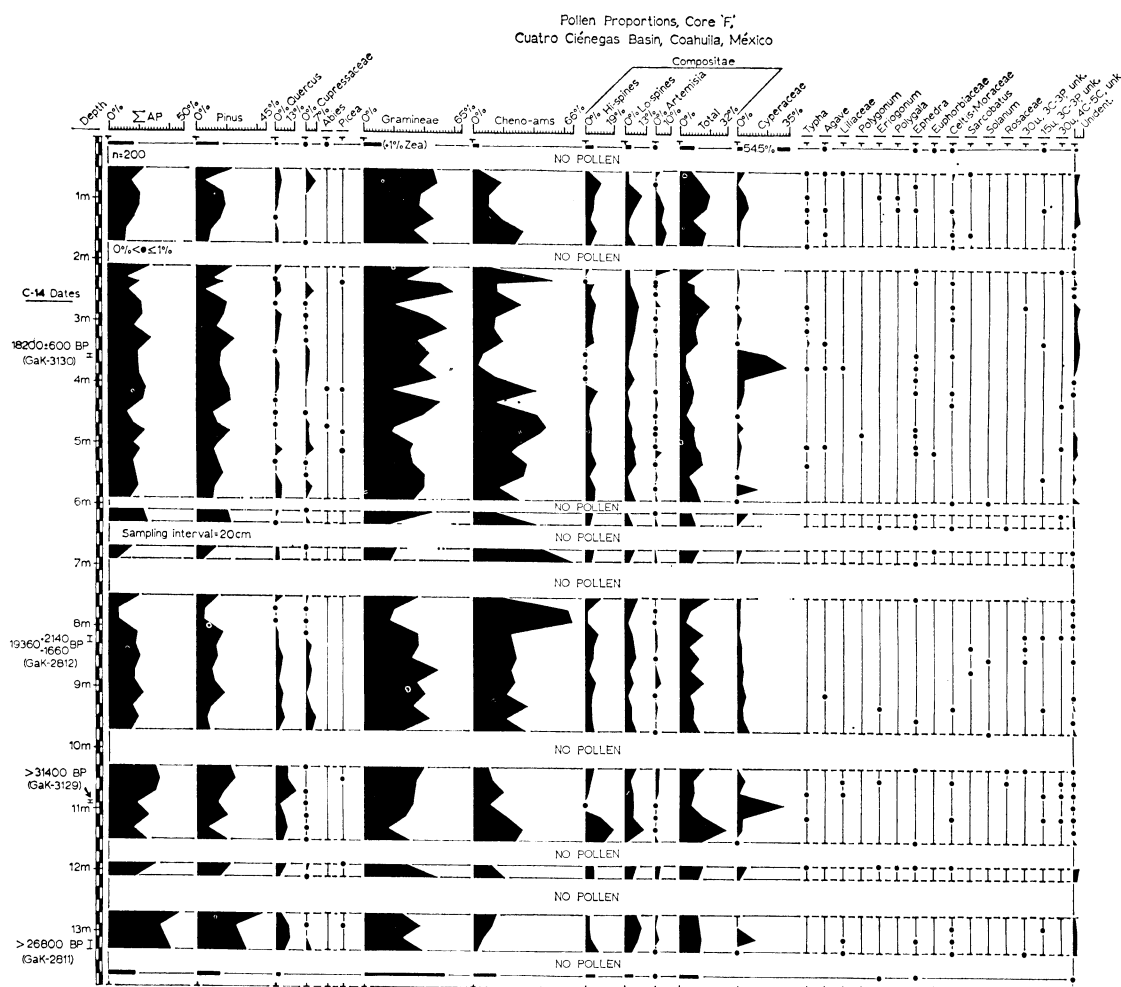 Pollen Proportions, Core 'F,'
Cuatro Ciénegas Basin, Coahuila, México
Compositae
Depth
0% ΣAP 50%
0% Pinus 45%
0% Quercus 13%
0% Cupressaceae 7%
Abies
Picea
0% Gramineae 65%
0% Cheno-ams 66%
0% Hi-spines 19%
0% Lo-spines 12%
0% Artemisia 6%
0% Total 32%
0% Cyperaceae 35%
Typha
Agave
Liliaceae
Polygonum
Eriogonum
Polygala
Ephedra
Euphorbiaceae
Celtis-Moraceae
Sarcobatus
Solanum
Rosaceae
30u, 3C-3P unk.
15u, 3C-3P unk.
30u, 4C-5C, unk
Unident.
(+1% Zea)
54.5%
n=200
NO POLLEN
1m
0%<●≤1%
2m
NO POLLEN
C-14 Dates
3m
18200±600 BP
(GaK-3130)
4m
5m
6m
NO POLLEN
Sampling interval=20cm
NO POLLEN
7m
NO POLLEN
8m
19360 +2140 -1660 BP
(GaK-2812)
9m
10m
NO POLLEN
>31400 BP
(GaK-3129)
11m
NO POLLEN
12m
NO POLLEN
13m
>26800 BP
(GaK-2811)
NO POLLEN